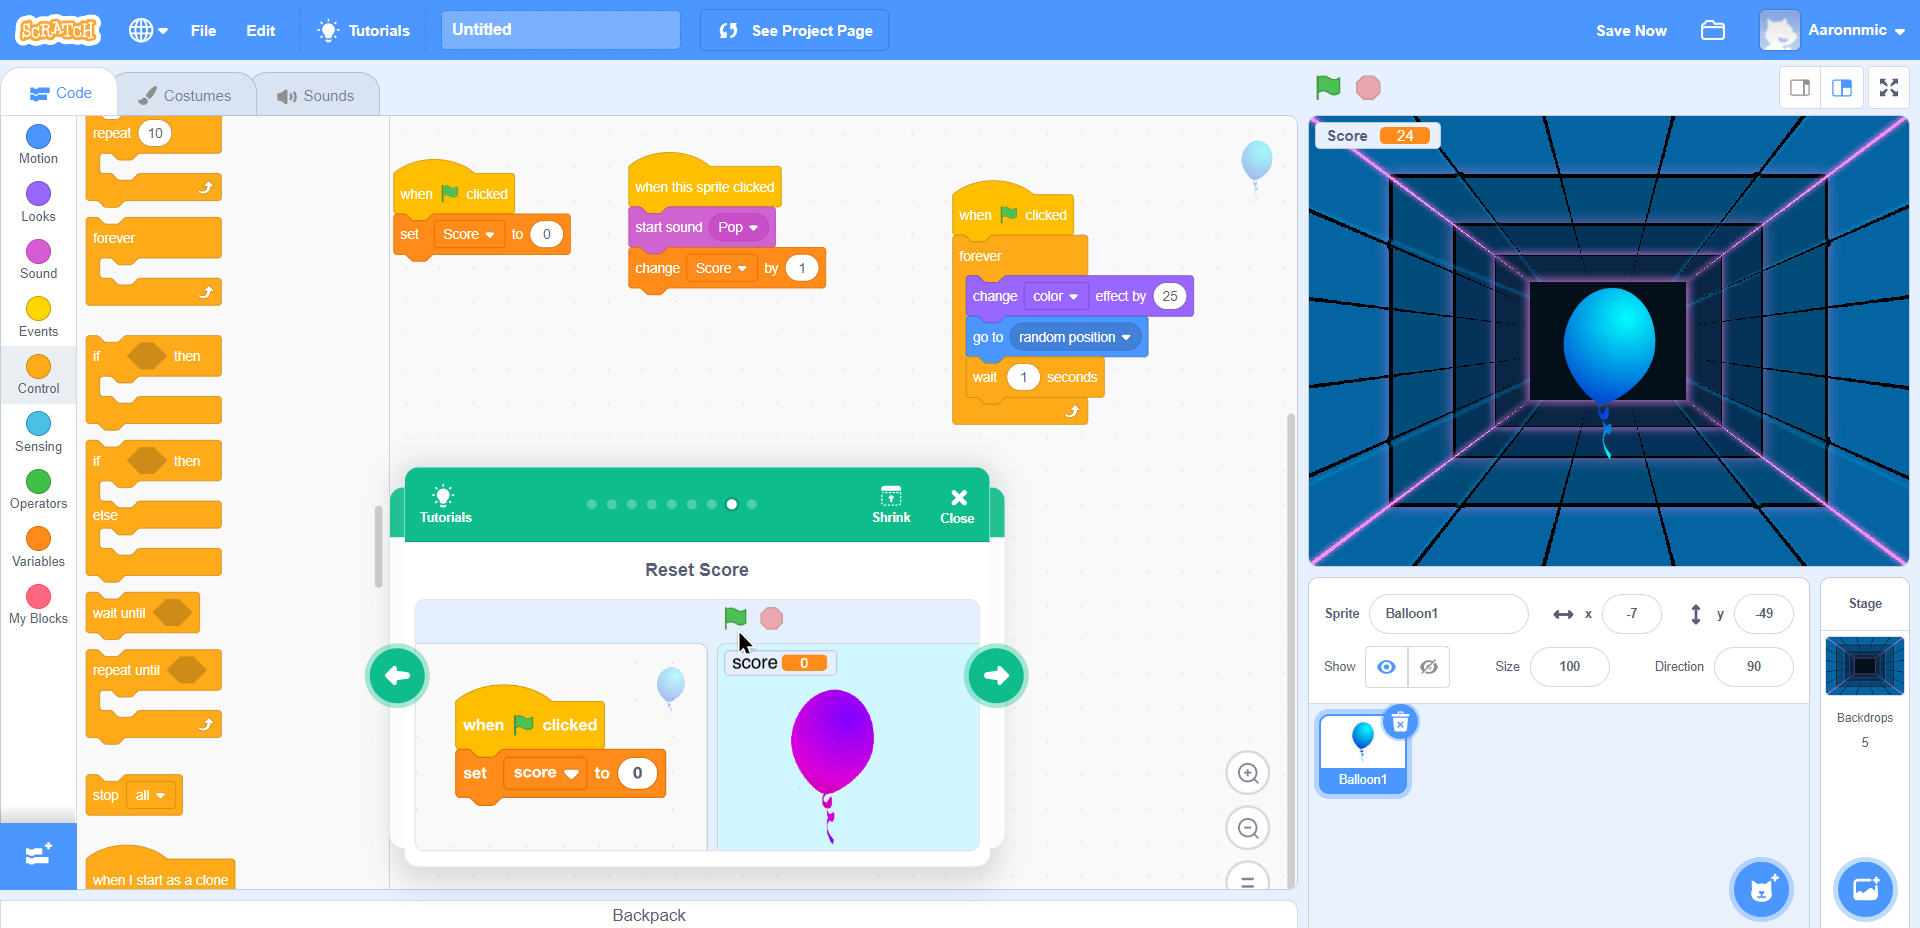 SCRATCH
File
Edit
Tutorials
Untitled
See Project Page
Save Now
Aaronnmic
Code
Costumes
Sounds
Motion
Looks
Sound
Events
Control
Sensing
Operators
Variables
My Blocks
repeat 10
forever
if then
if then
else
wait until
repeat until
stop all
when I start as a clone
when clicked
set Score to 0
when this sprite clicked
start sound Pop
change Score by 1
when clicked
forever
change color effect by 25
go to random position
wait 1 seconds
Tutorials
Shrink
Close
Reset Score
when clicked
set score to 0
score 0
Backpack
Score 24
Sprite Balloon1 x -7 y -49
Show Size 100 Direction 90
Balloon1
Stage
Backdrops
5